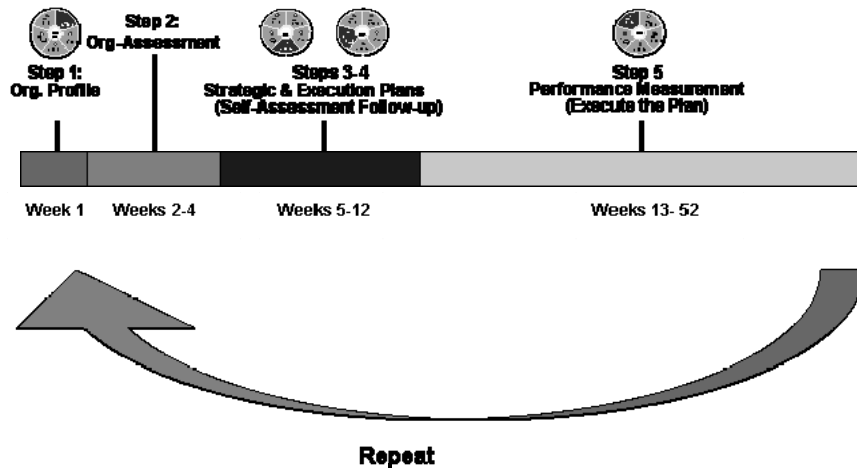 Step 1:
Org. Profile
Step 2:
Org-Assessment
Steps 3-4
Strategic & Execution Plans
(Self-Assessment Follow-up)
Step 5
Performance Measurement
(Execute the Plan)
Week 1
Weeks 2-4
Weeks 5-12
Weeks 13- 52
Repeat